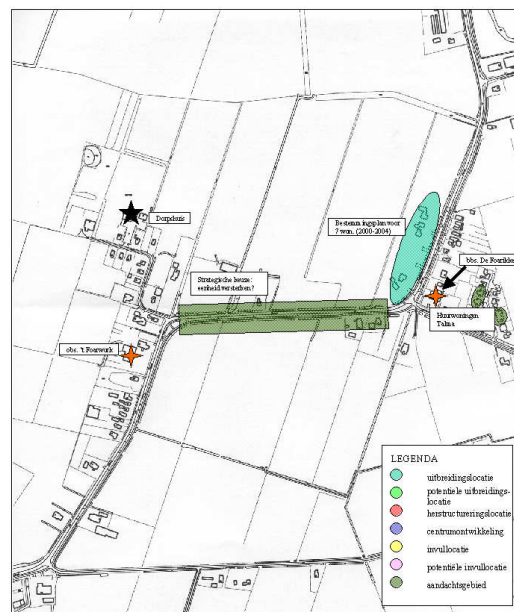 Dorpshuis
Bestemmingsplan voor
7 won. (2000-2004)
bbs. De Foarikker
Strategische keuze:
eenheid versterken?
Huurwoningen
Talma
obs. 't Foarwurk
LEGENDA
uitbreidingslocatie
potentiële uitbreidings-
locatie
herstructureringslocatie
centrumontwikkeling
invullocatie
potentiële invullocatie
aandachtsgebied